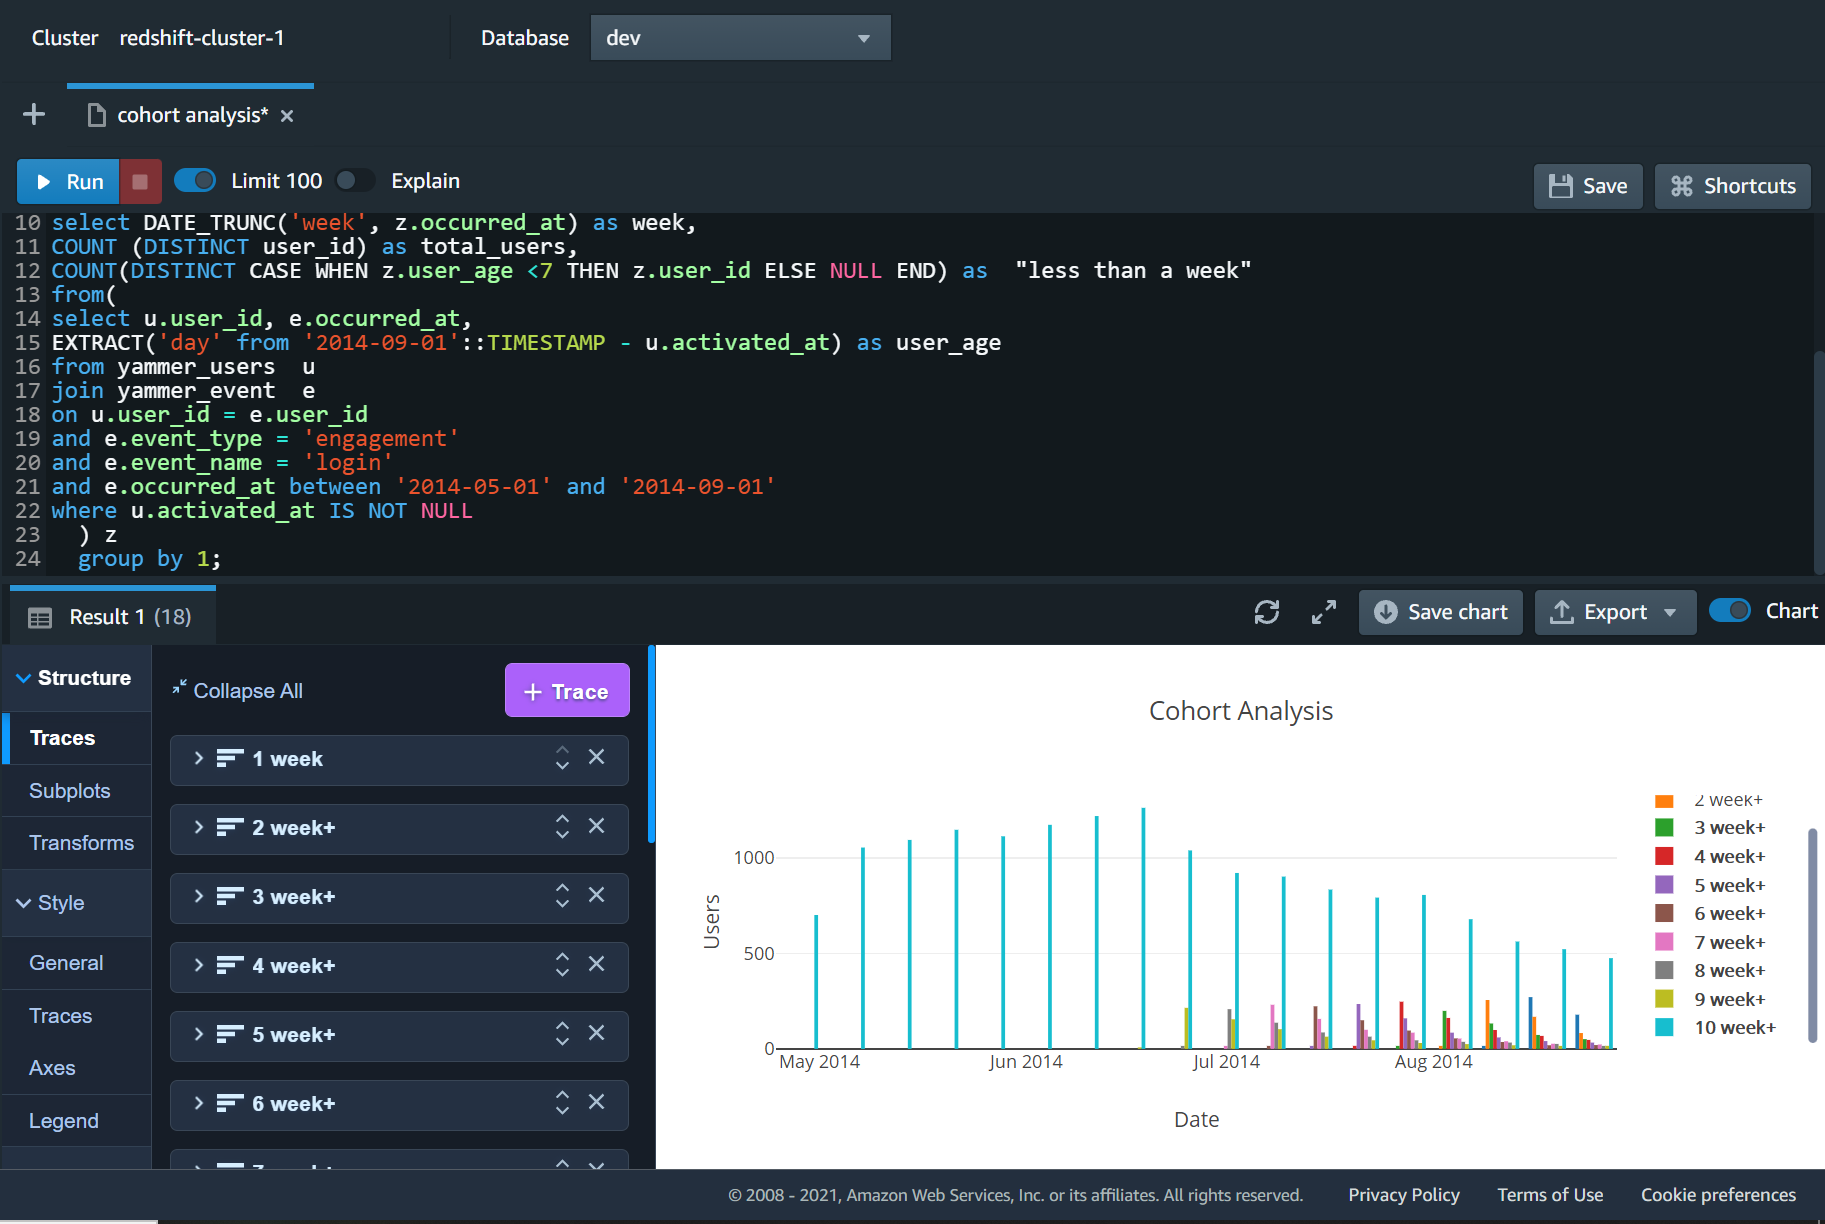 Cluster redshift-cluster-1 Database dev
cohort analysis*
Run Limit 100 Explain Save Shortcuts
10 select DATE_TRUNC('week', z.occurred_at) as week,
11 COUNT (DISTINCT user_id) as total_users,
12 COUNT(DISTINCT CASE WHEN z.user_age <7 THEN z.user_id ELSE NULL END) as  "less than a week"
13 from(
14 select u.user_id, e.occurred_at,
15 EXTRACT('day' from '2014-09-01'::TIMESTAMP - u.activated_at) as user_age
16 from yammer_users  u
17 join yammer_event  e
18 on u.user_id = e.user_id
19 and e.event_type = 'engagement'
20 and e.event_name = 'login'
21 and e.occurred_at between '2014-05-01' and '2014-09-01'
22 where u.activated_at IS NOT NULL
23   ) z
24   group by 1;
Result 1 (18) Save chart Export Chart
Structure
Traces
Subplots
Transforms
Style
General
Traces
Axes
Legend
Collapse All + Trace
1 week
2 week+
3 week+
4 week+
5 week+
6 week+
Cohort Analysis
Users
1000
500
0
May 2014 Jun 2014 Jul 2014 Aug 2014
Date
2 week+
3 week+
4 week+
5 week+
6 week+
7 week+
8 week+
9 week+
10 week+
© 2008 - 2021, Amazon Web Services, Inc. or its affiliates. All rights reserved. Privacy Policy Terms of Use Cookie preferences